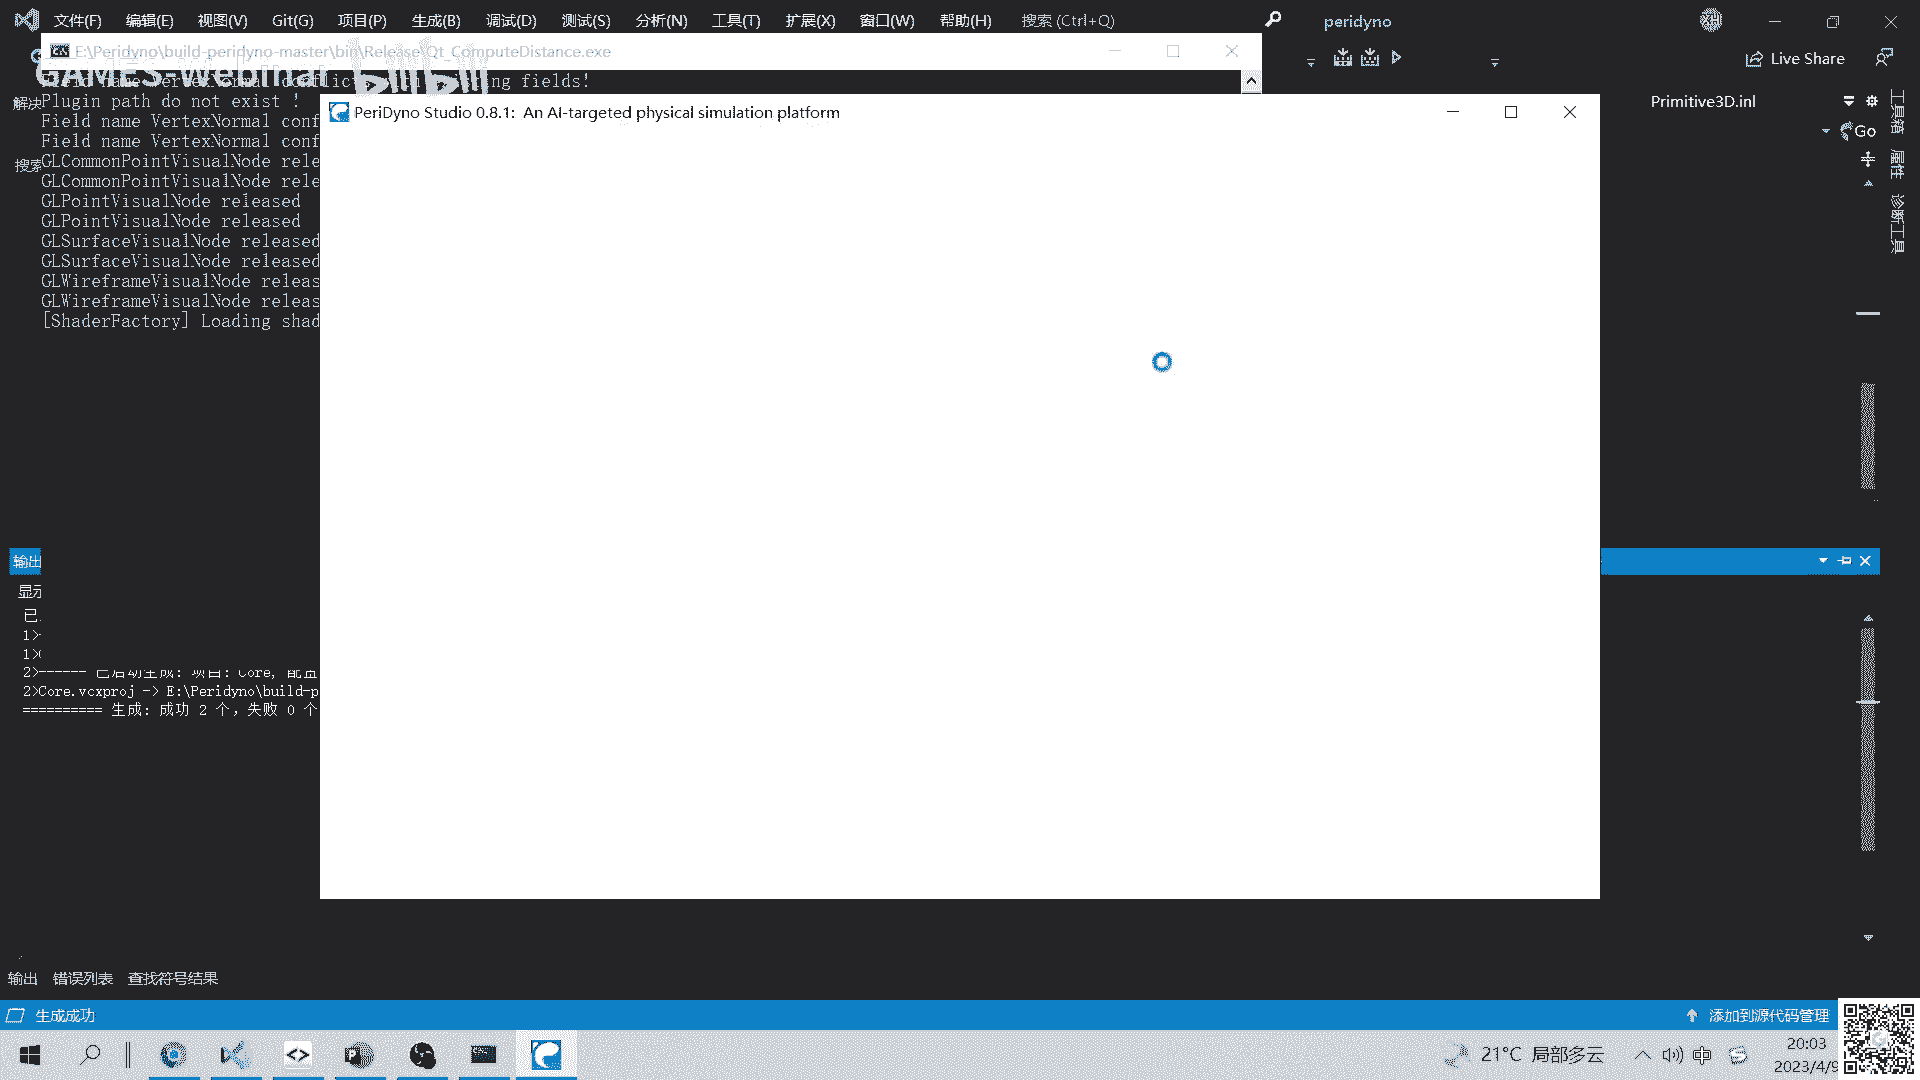 文件(F) 编辑(E) 视图(V) Git(G) 项目(P) 生成(B) 调试(D) 测试(S) 分析(N) 工具(T) 扩展(X) 窗口(W) 帮助(H) 搜索 (Ctrl+Q) peridyno XH
E:\Peridyno\build-peridyno-master\bin\Release\Qt_ComputeDistance.exe
Live Share
GAMES-Webinar bilibili
ng fields!
解决
Plugin path do not exist !
PeriDyno Studio 0.8.1: An AI-targeted physical simulation platform
Primitive3D.inl
工具箱
Field name VertexNormal conf
Go
Field name VertexNormal conf
搜索
GLCommonPointVisualNode rele
属性
GLCommonPointVisualNode rele
GLPointVisualNode released
GLPointVisualNode released
诊断工具
GLSurfaceVisualNode released
GLSurfaceVisualNode released
GLWireframeVisualNode releas
GLWireframeVisualNode releas
[ShaderFactory] Loading shad
输出
显示
已
1>
1>
2>------ 已启动生成: 项目: Core, 配置
2>Core.vcxproj -> E:\Peridyno\build-p
========== 生成: 成功 2 个，失败 0 个
输出 错误列表 查找符号结果
生成成功
添加到源代码管理
21°C 局部多云
中
20:03
2023/4/9